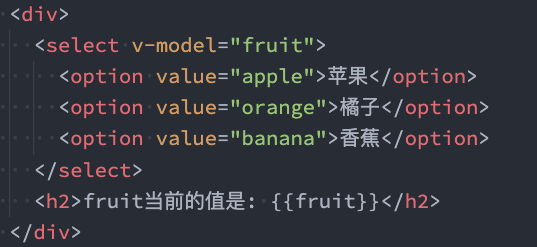 <div>
<select v-model="fruit">
<option value="apple">苹果</option>
<option value="orange">橘子</option>
<option value="banana">香蕉</option>
</select>
<h2>fruit当前的值是: {{fruit}}</h2>
</div>